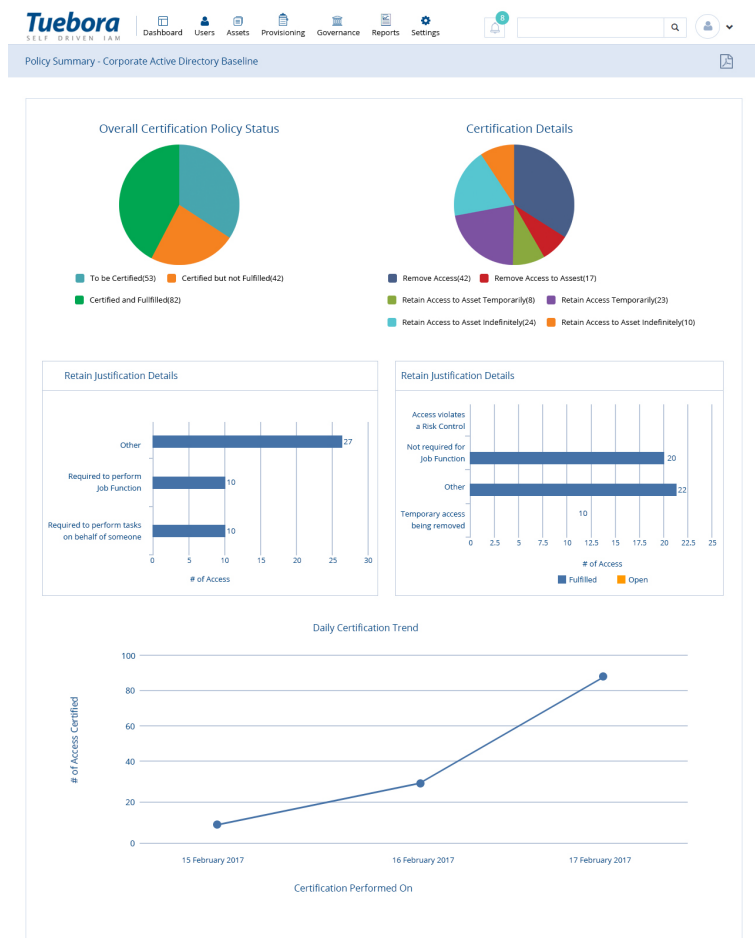 Tuebora
SELF DRIVEN IAM
Dashboard Users Assets Provisioning Governance Reports Settings
8
Policy Summary - Corporate Active Directory Baseline
Overall Certification Policy Status
To be Certified(53) Certified but not Fulfilled(42)
Certified and Fullfilled(82)
Certification Details
Remove Access(42) Remove Access to Assest(17)
Retain Access to Asset Temporarily(8) Retain Access Temporarily(23)
Retain Access to Asset Indefinitely(24) Retain Access to Asset Indefinitely(10)
Retain Justification Details
Other 27
Required to perform
Job Function
10
Required to perform tasks
on behalf of someone
10
0 5 10 15 20 25 30
# of Access
Retain Justification Details
Access violates
a Risk Control
Not required for
Job Function
20
Other 22
Temporary access
being removed
10
0 2.5 5 7.5 10 12.5 15 17.5 20 22.5 25
# of Access
Fulfilled Open
Daily Certification Trend
# of Access Certified
100
80
60
40
20
0
15 February 2017 16 February 2017 17 February 2017
Certification Performed On